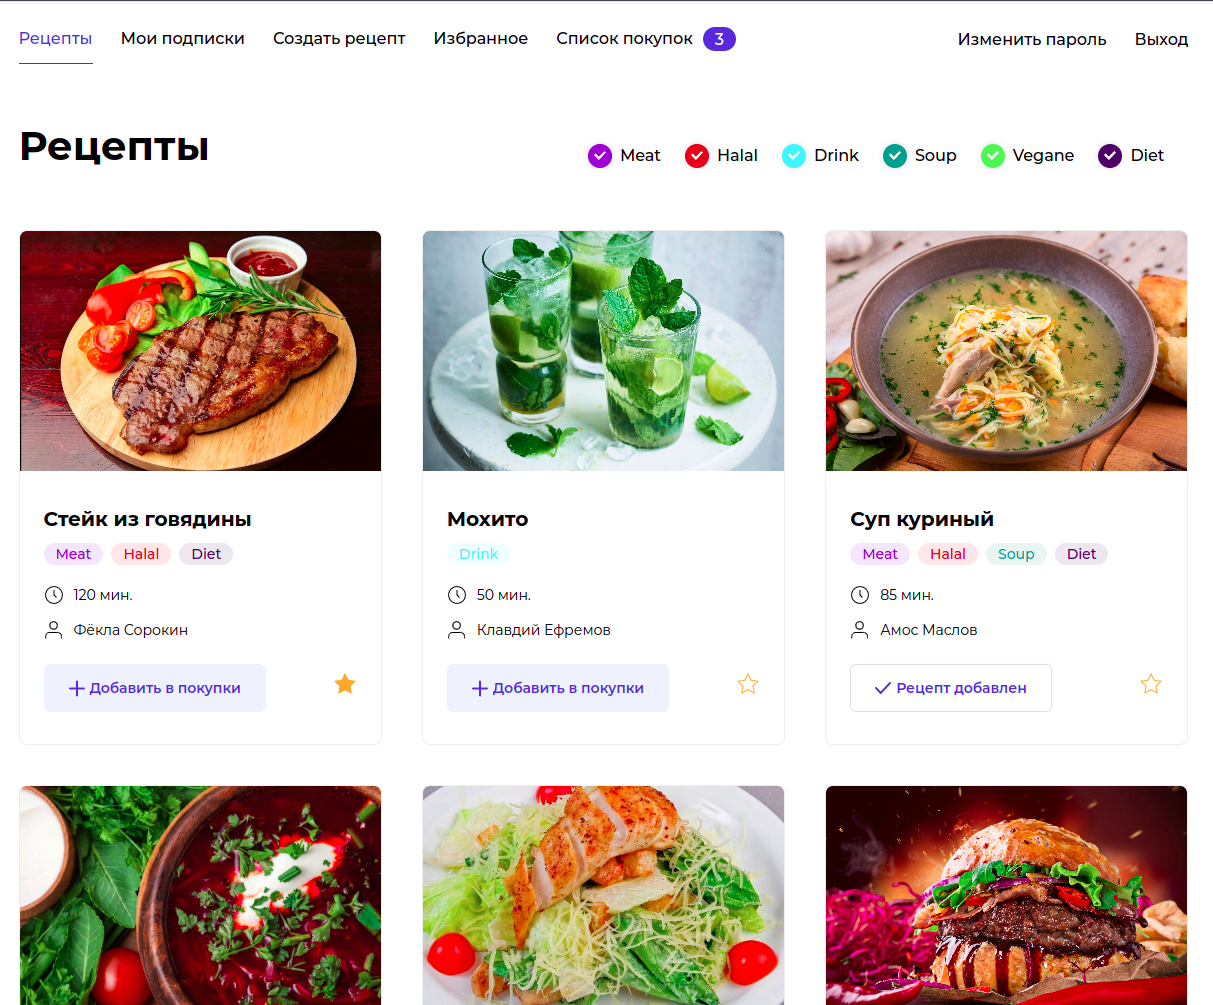 Рецепты Мои подписки Создать рецепт Избранное Список покупок 3 Изменить пароль Выход
Рецепты
Meat Halal Drink Soup Vegane Diet
Стейк из говядины
Meat Halal Diet
120 мин.
Фёкла Сорокин
Добавить в покупки
Мохито
Drink
50 мин.
Клавдий Ефремов
Добавить в покупки
Суп куриный
Meat Halal Soup Diet
85 мин.
Амос Маслов
Рецепт добавлен